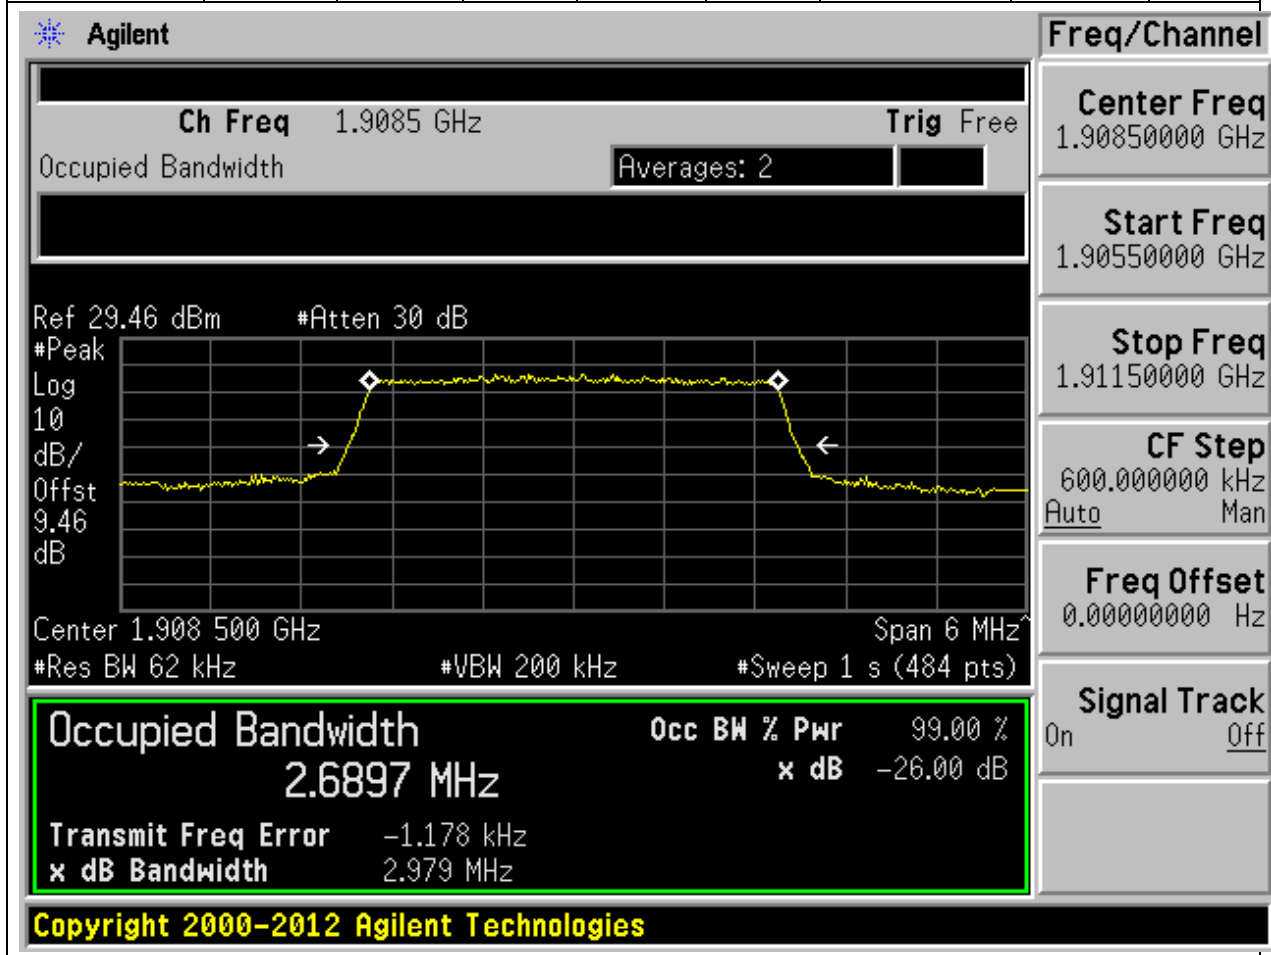 Agilent
Freq/Channel
Ch Freq 1.9085 GHz Trig Free
Occupied Bandwidth Averages: 2
Center Freq
1.90850000 GHz
Start Freq
1.90550000 GHz
Stop Freq
1.91150000 GHz
CF Step
600.000000 kHz
Auto Man
Freq Offset
0.00000000 Hz
Signal Track
On Off
Ref 29.46 dBm #Atten 30 dB
#Peak
Log
10
dB/
Offst
9.46
dB
Center 1.908 500 GHz Span 6 MHz^
#Res BW 62 kHz #VBW 200 kHz #Sweep 1 s (484 pts)
Occupied Bandwidth Occ BW % Pwr 99.00 %
2.6897 MHz x dB -26.00 dB
Transmit Freq Error -1.178 kHz
x dB Bandwidth 2.979 MHz
Copyright 2000-2012 Agilent Technologies